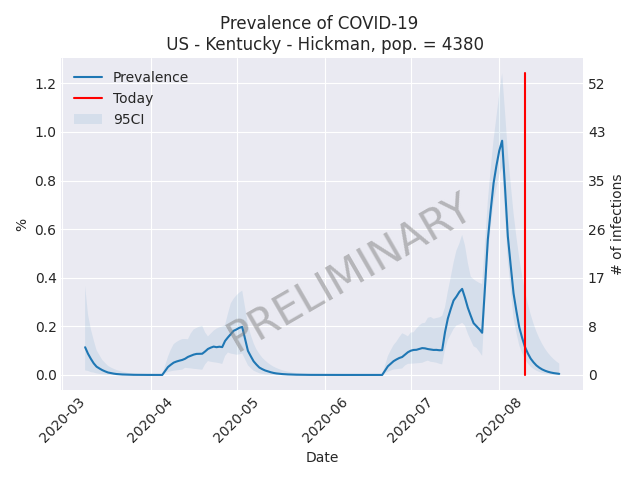 Prevalence of COVID-19
US - Kentucky - Hickman, pop. = 4380
Prevalence
Today
95CI
1.2
1.0
0.8
0.6
0.4
0.2
0.0
%
52
43
35
26
17
8
0
# of infections
PRELIMINARY
2020-03
2020-04
2020-05
2020-06
2020-07
2020-08
Date